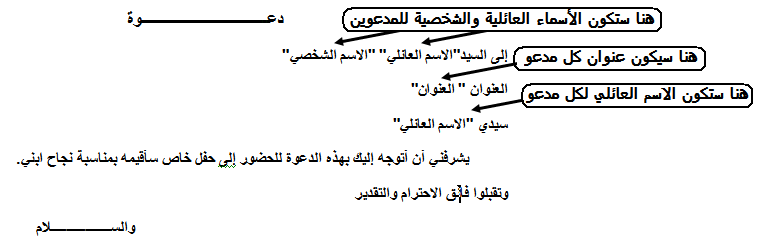 دعـــــــــوة
هنا ستكون الأسماء العائلية والشخصية للمدعوين
إلى السيد"الاسم العائلي" "الاسم الشخصي"
هنا سيكون عنوان كل مدعو
العنوان " العنوان"
هنا ستكون الاسم العائلي لكل مدعو
سيدي "الاسم العائلي"
يشرفني أن أتوجه إليك بهذه الدعوة للحضور إلي حفل خاص سأقيمه بمناسبة نجاح ابني.
وتقبلوا فائق الاحترام والتقدير
والســـــــــلام